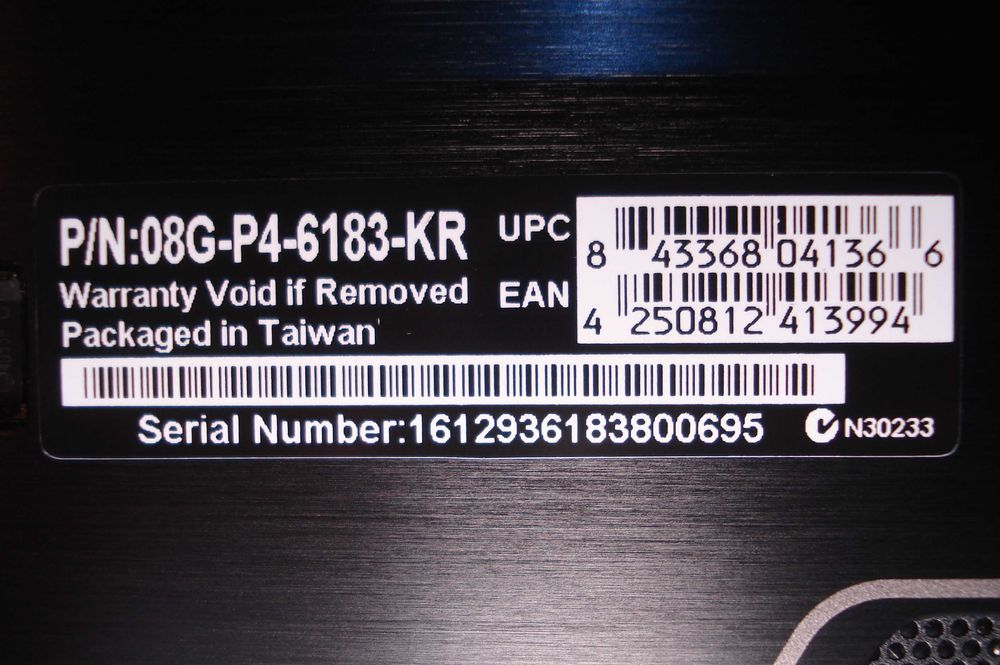 P/N:08G-P4-6183-KR
Warranty Void if Removed
Packaged in Taiwan
UPC
8 43368 04136 6
EAN
4 250812 413994
Serial Number:1612936183800695
N30233